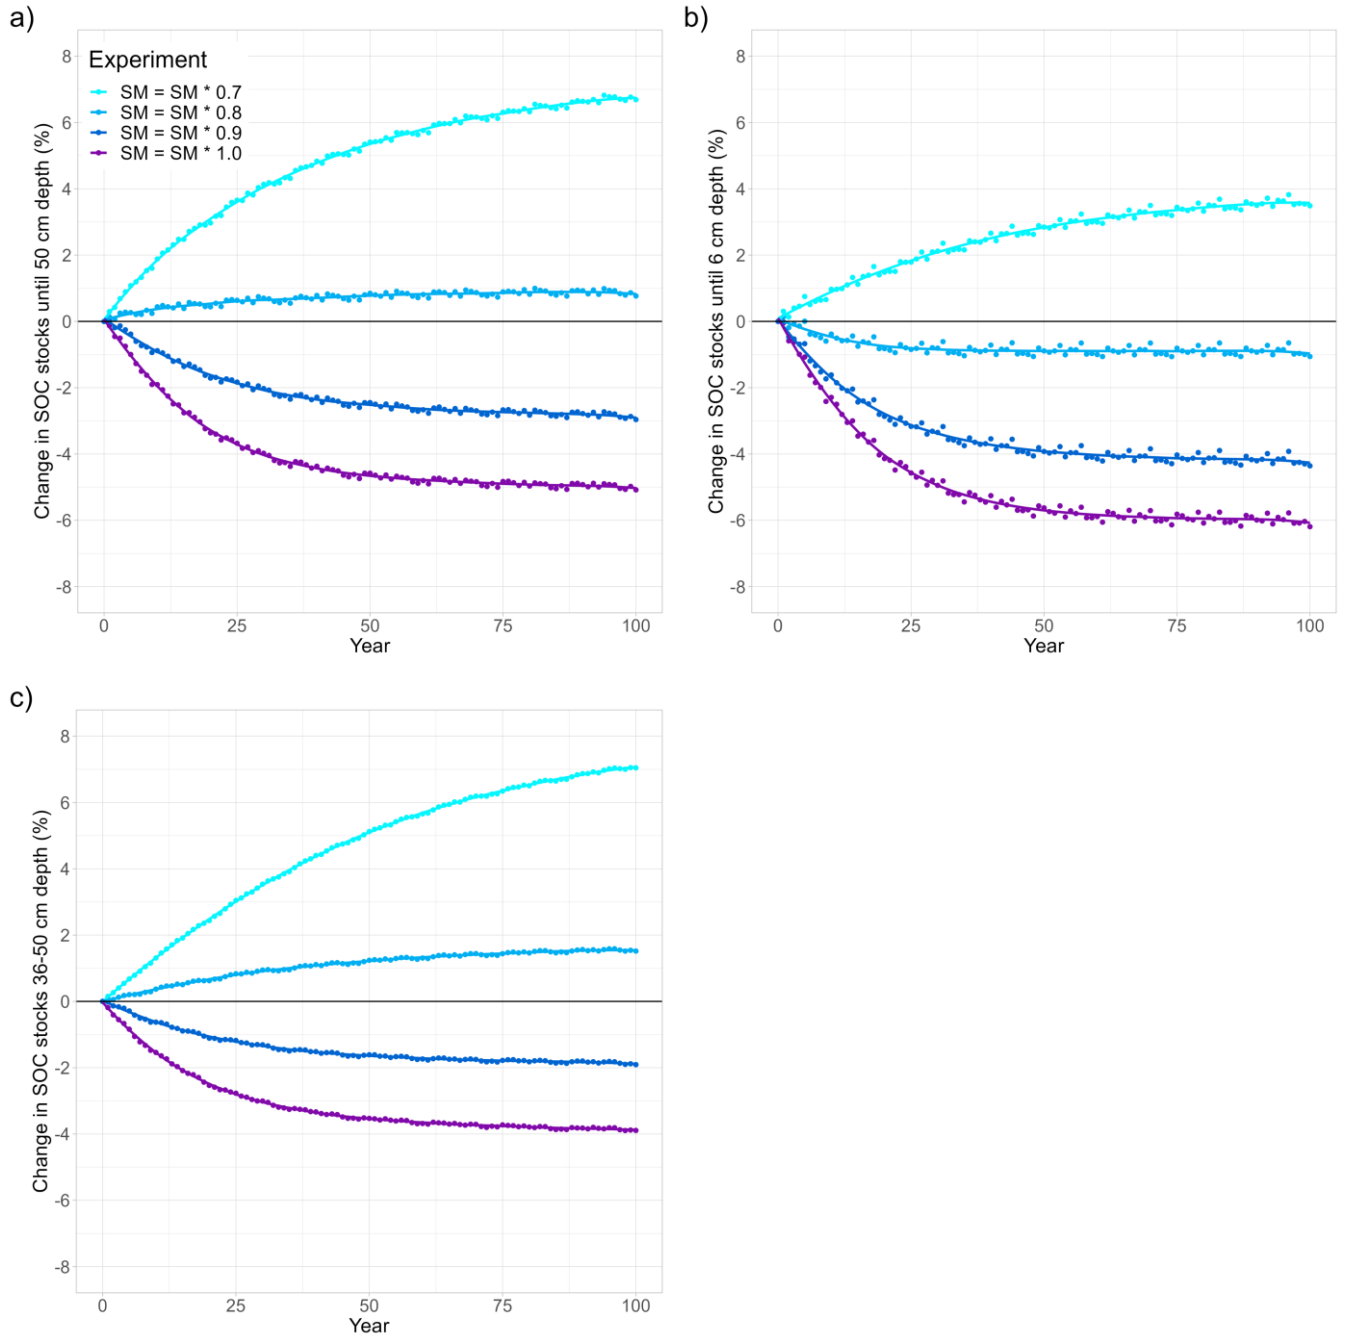 a)
Change in SOC stocks until 50 cm depth (%)
8
6
4
2
0
-2
-4
-6
-8
Experiment
SM = SM * 0.7
SM = SM * 0.8
SM = SM * 0.9
SM = SM * 1.0
0 25 50 75 100
Year
b)
Change in SOC stocks until 6 cm depth (%)
8
6
4
2
0
-2
-4
-6
-8
0 25 50 75 100
Year
c)
Change in SOC stocks 36-50 cm depth (%)
8
6
4
2
0
-2
-4
-6
-8
0 25 50 75 100
Year